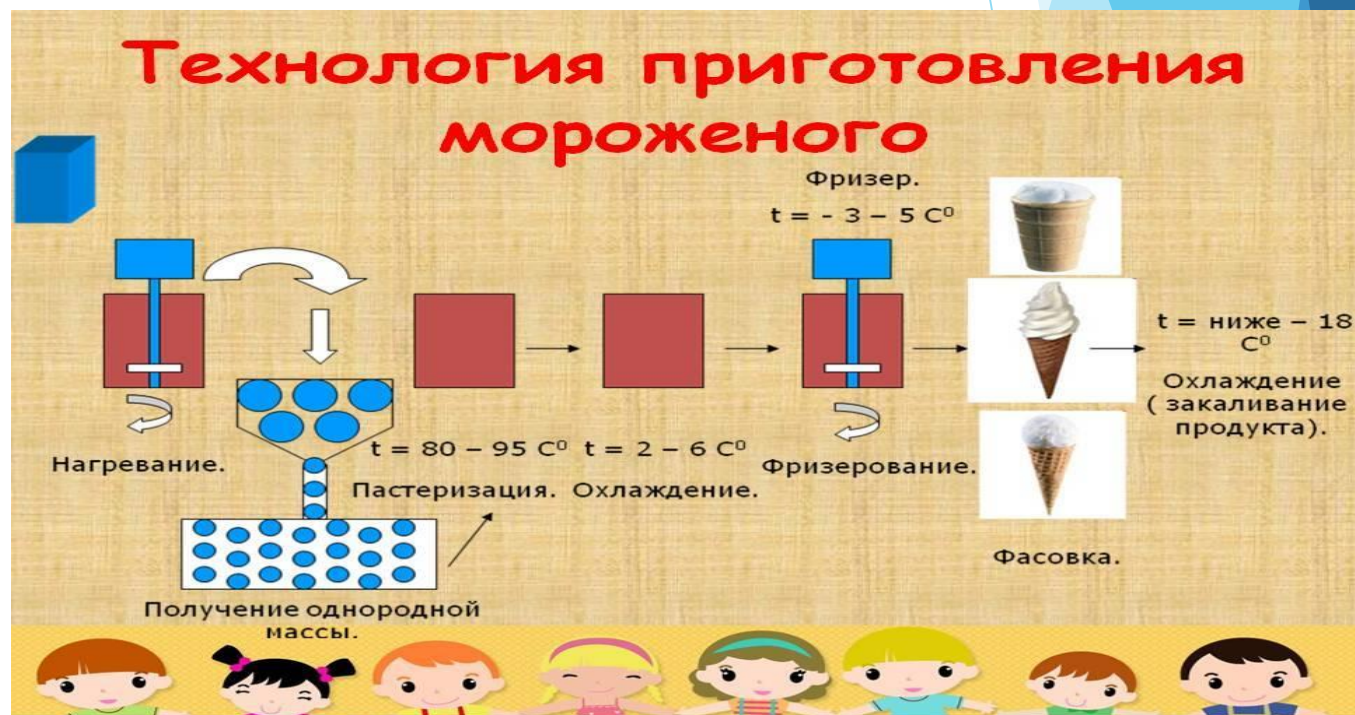 Технология приготовления
мороженого
Фризер.
t = - 3 – 5 С⁰
t = ниже – 18
С⁰
Охлаждение
( закаливание
продукта).
t = 80 – 95 С⁰
t = 2 – 6 С⁰
Нагревание.
Фризерование.
Пастеризация.
Охлаждение.
Фасовка.
Получение однородной
массы.